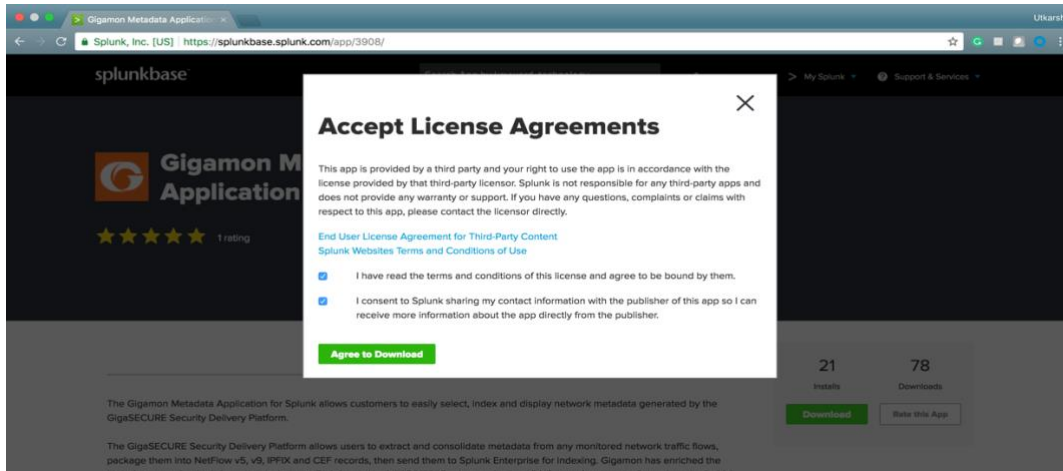 Gigamon Metadata Application
Utkarsh
Splunk, Inc. [US] https://splunkbase.splunk.com/app/3908/
splunkbase
My Splunk
Support & Services
Accept License Agreements
This app is provided by a third party and your right to use the app is in accordance with the
license provided by that third-party licensor. Splunk is not responsible for any third-party apps and
does not provide any warranty or support. If you have any questions, complaints or claims with
respect to this app, please contact the licensor directly.
End User License Agreement for Third-Party Content
Splunk Websites Terms and Conditions of Use
I have read the terms and conditions of this license and agree to be bound by them.
I consent to Splunk sharing my contact information with the publisher of this app so I can
receive more information about the app directly from the publisher.
Agree to Download
Gigamon M
Application
1 rating
21
78
Installs
Downloads
Download
Rate this App
The Gigamon Metadata Application for Splunk allows customers to easily select, index and display network metadata generated by the
GigaSECURE Security Delivery Platform.
The GigaSECURE Security Delivery Platform allows users to extract and consolidate metadata from any monitored network traffic flows,
package them into NetFlow v5, v9, IPFIX and CEF records, then send them to Splunk Enterprise for indexing. Gigamon has enriched the